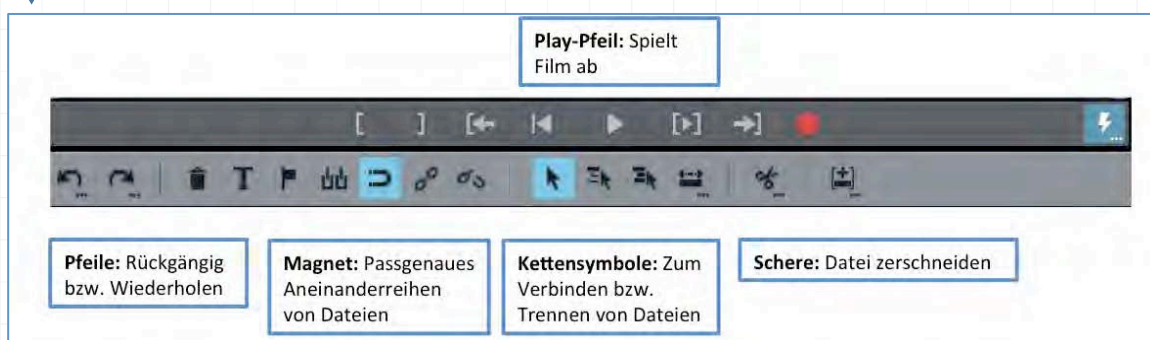 Play-Pfeil: Spielt
Film ab
T
Pfeile: Rückgängig
bzw. Wiederholen
Magnet: Passgenaues
Aneinanderreihen
von Dateien
Kettensymbole: Zum
Verbinden bzw.
Trennen von Dateien
Schere: Datei zerschneiden